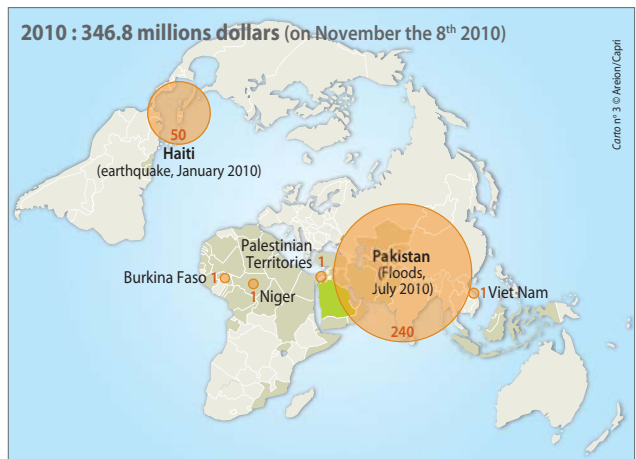 2010 : 346.8 millions dollars (on November the 8th 2010)
Carto n° 3 © Areion/Capri
50
Haiti
(earthquake, January 2010)
Palestinian
Territories
1
Pakistan
(Floods,
July 2010)
240
Burkina Faso 1
1 Niger
1 Viet Nam